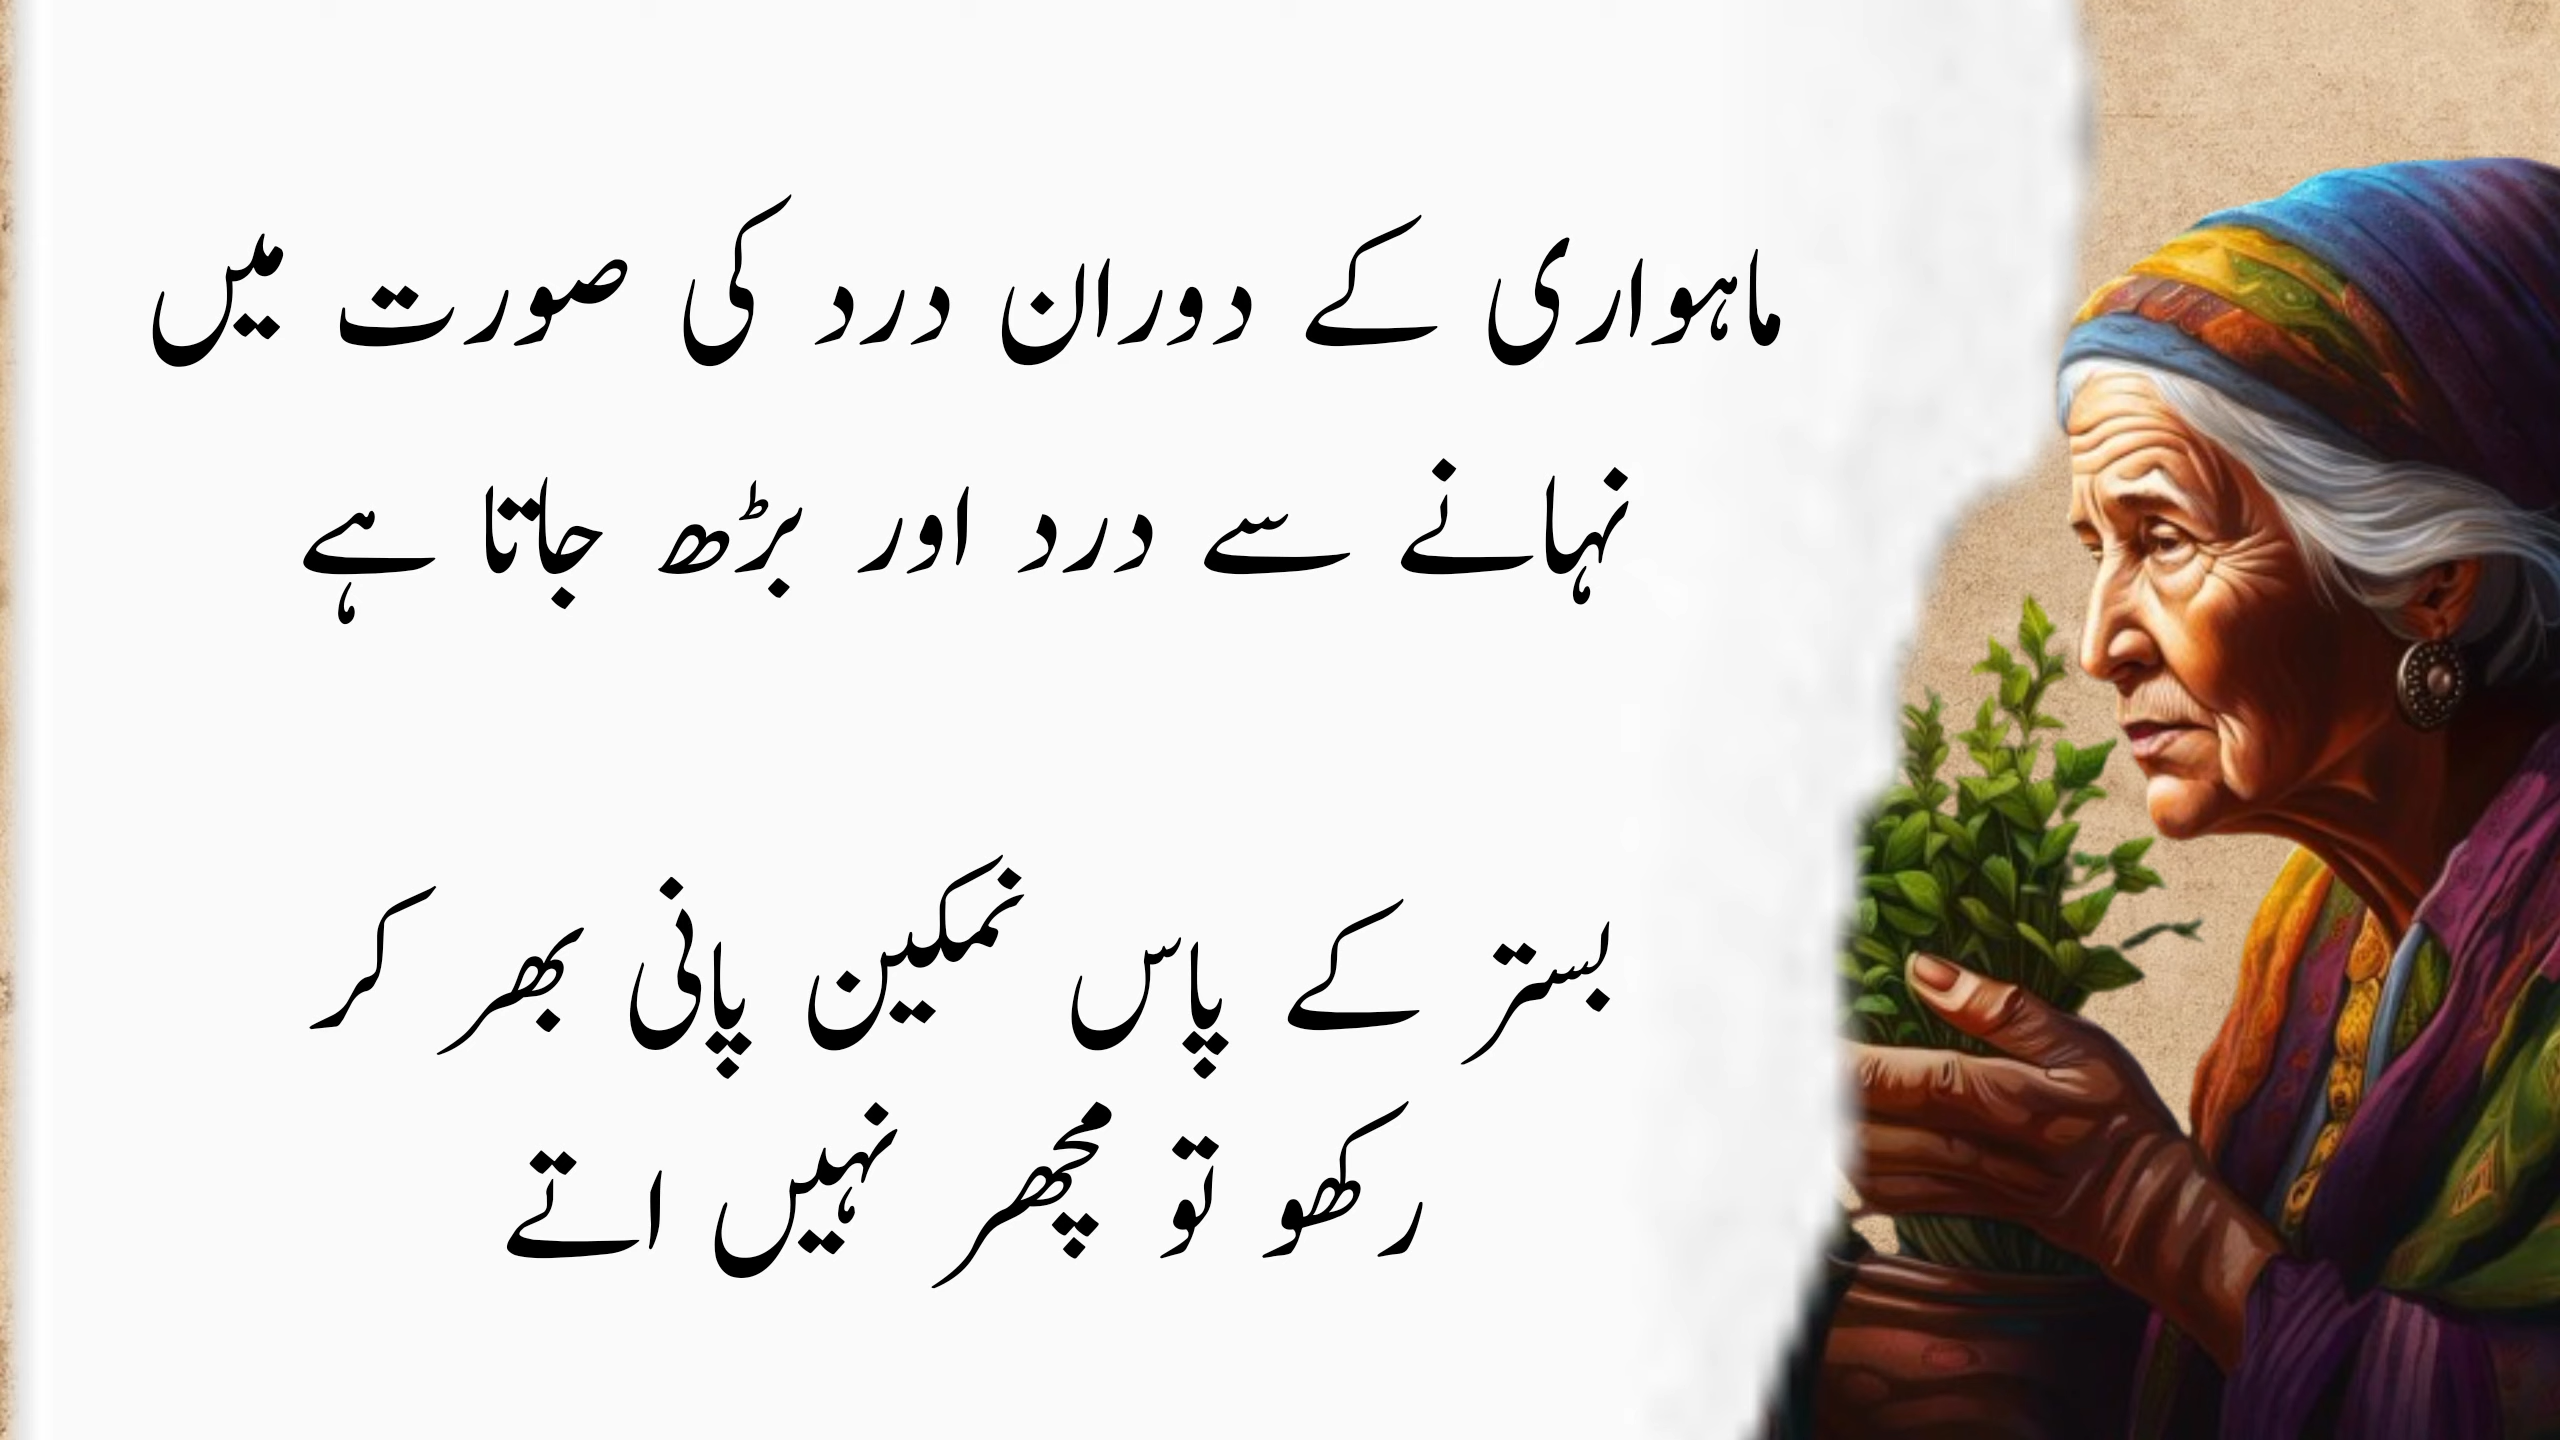 ماہواری کے دوران درد کی صورت میں
نہانے سے درد اور بڑھ جاتا ہے
بستر کے پاس نمکین پانی بھر کر
رکھو تو مچھر نہیں اتے